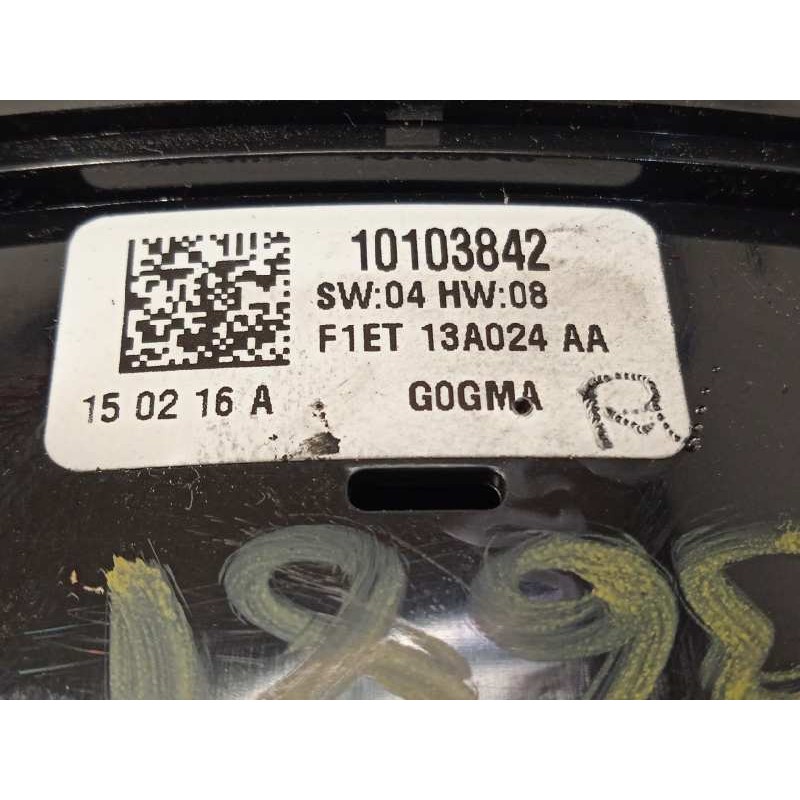 10103842
SW:04 HW:08
F1ET 13A024 AA
15 02 16 A
G0GMA R